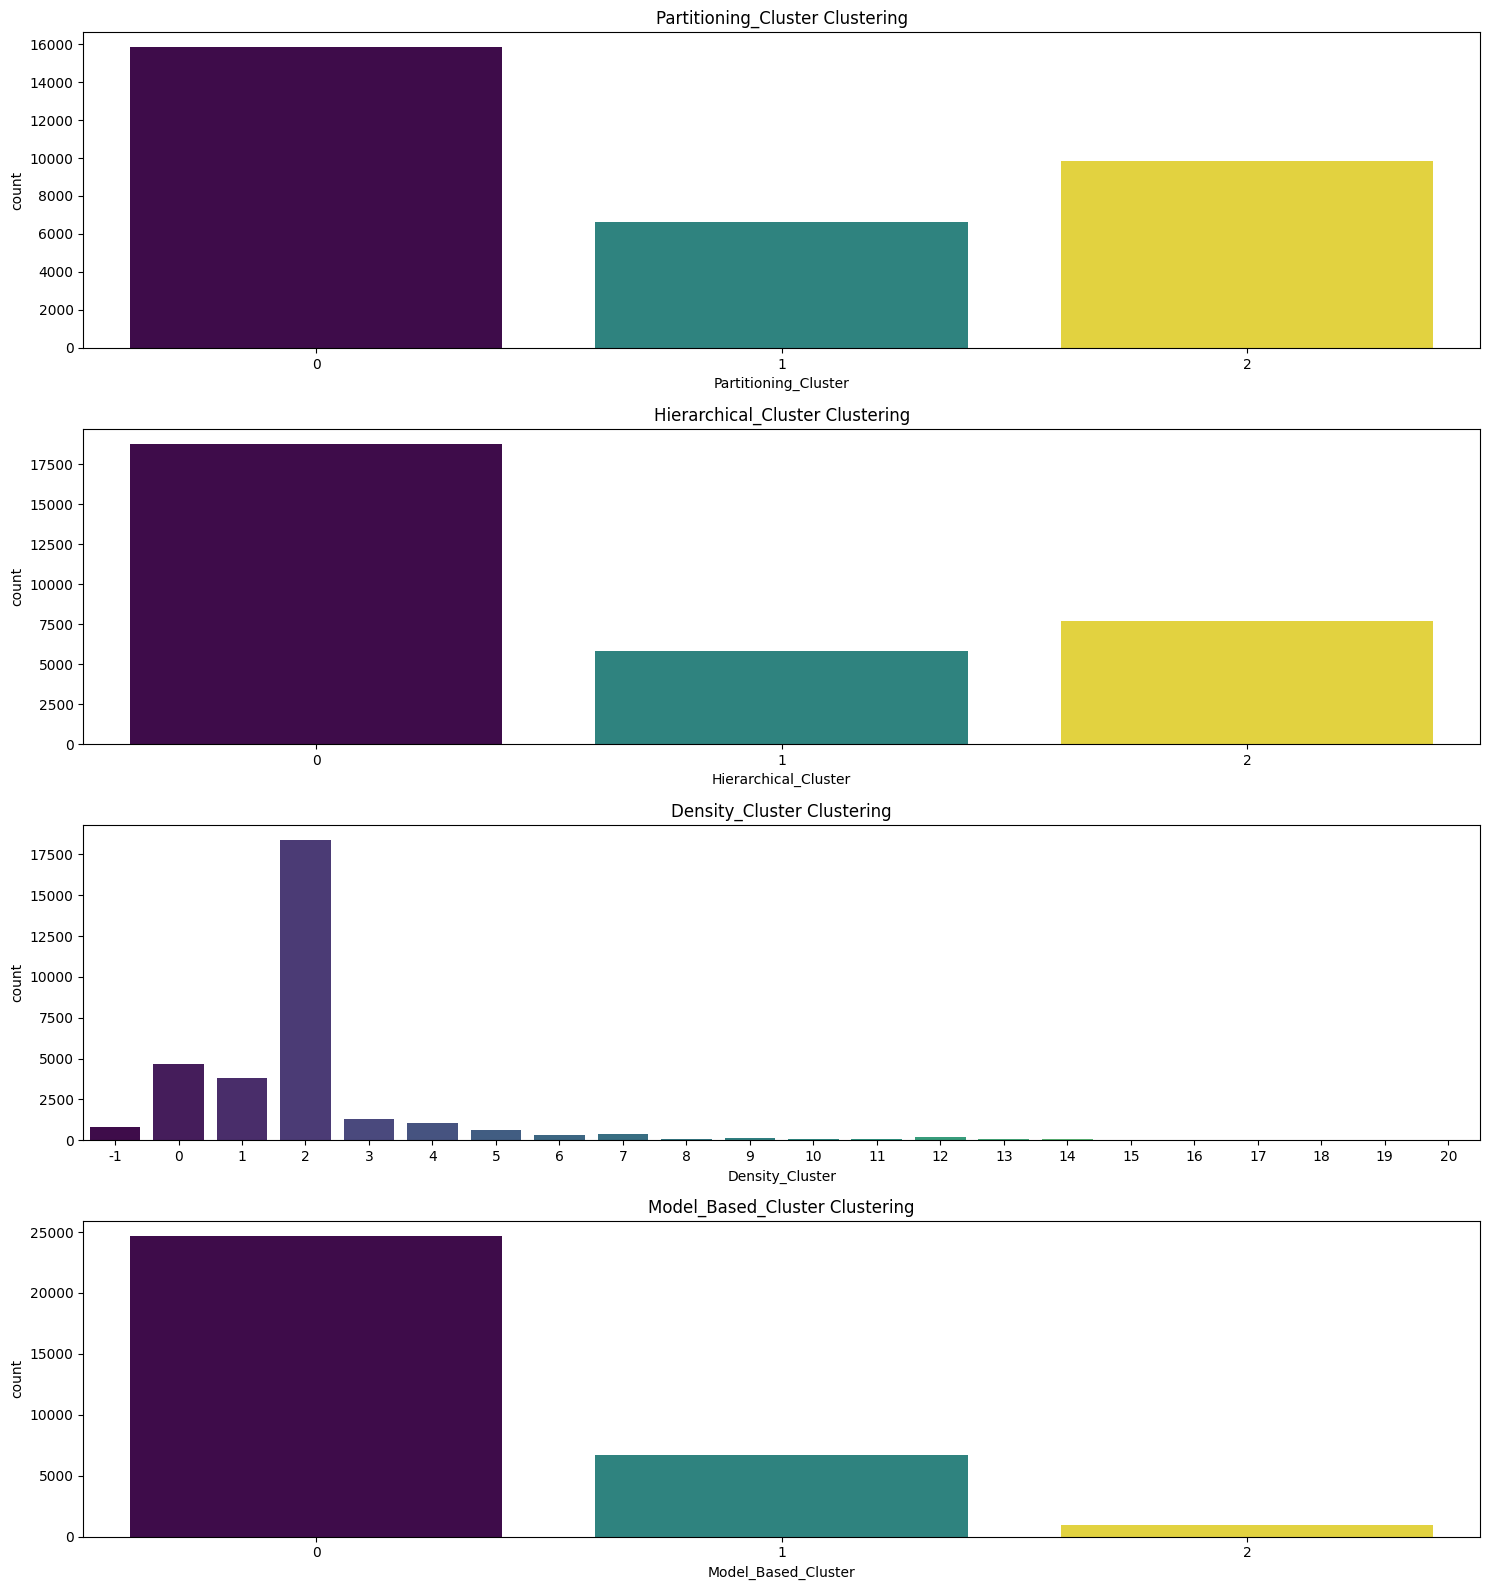 Partitioning_Cluster Clustering
16000
14000
12000
10000
8000
6000
4000
2000
0
count
0 1 2
Partitioning_Cluster
Hierarchical_Cluster Clustering
17500
15000
12500
10000
7500
5000
2500
0
count
0 1 2
Hierarchical_Cluster
Density_Cluster Clustering
17500
15000
12500
10000
7500
5000
2500
0
count
-1 0 1 2 3 4 5 6 7 8 9 10 11 12 13 14 15 16 17 18 19 20
Density_Cluster
Model_Based_Cluster Clustering
25000
20000
15000
10000
5000
0
count
0 1 2
Model_Based_Cluster